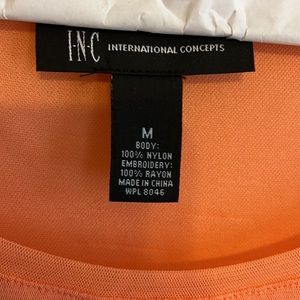 I·N·C INTERNATIONAL CONCEPTS
M
BODY:
100% NYLON
EMBROIDERY:
100% RAYON
MADE IN CHINA
WPL 8046